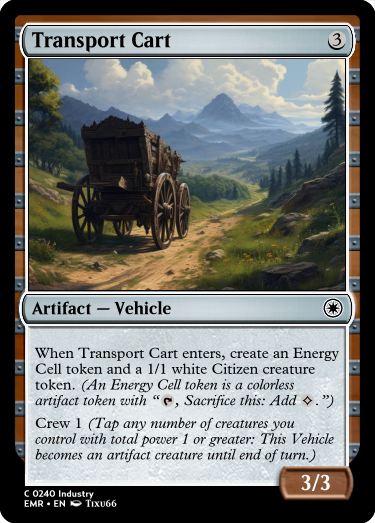 Transport Cart 3
Artifact — Vehicle
When Transport Cart enters, create an Energy
Cell token and a 1/1 white Citizen creature
token. (An Energy Cell token is a colorless
artifact token with “, Sacrifice this: Add .”)
Crew 1 (Tap any number of creatures you
control with total power 1 or greater: This Vehicle
becomes an artifact creature until end of turn.)
3/3
C 0240 Industry
EMR • EN Tixu66